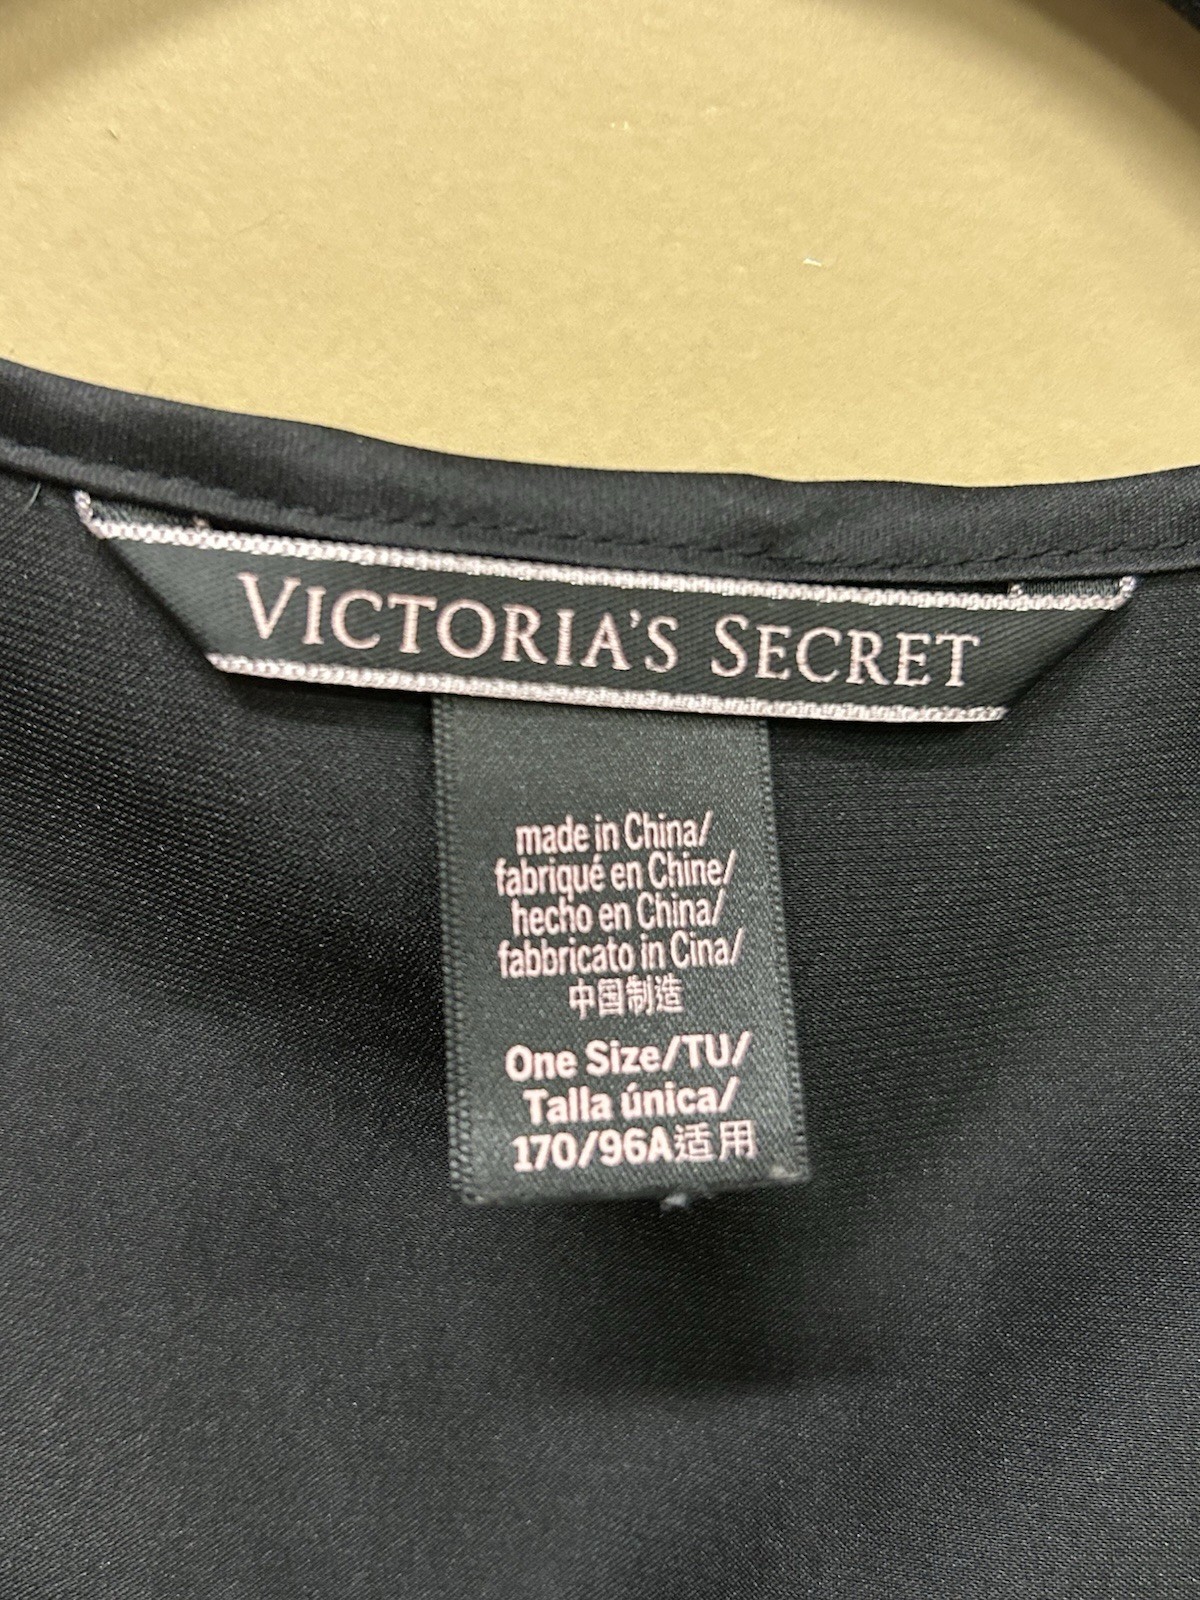 VICTORIA'S SECRET
made in China/
fabriqué en Chine/
hecho en China/
fabbricato in Cina/
中国制造
One Size/TU/
Talla única/
170/96A适用